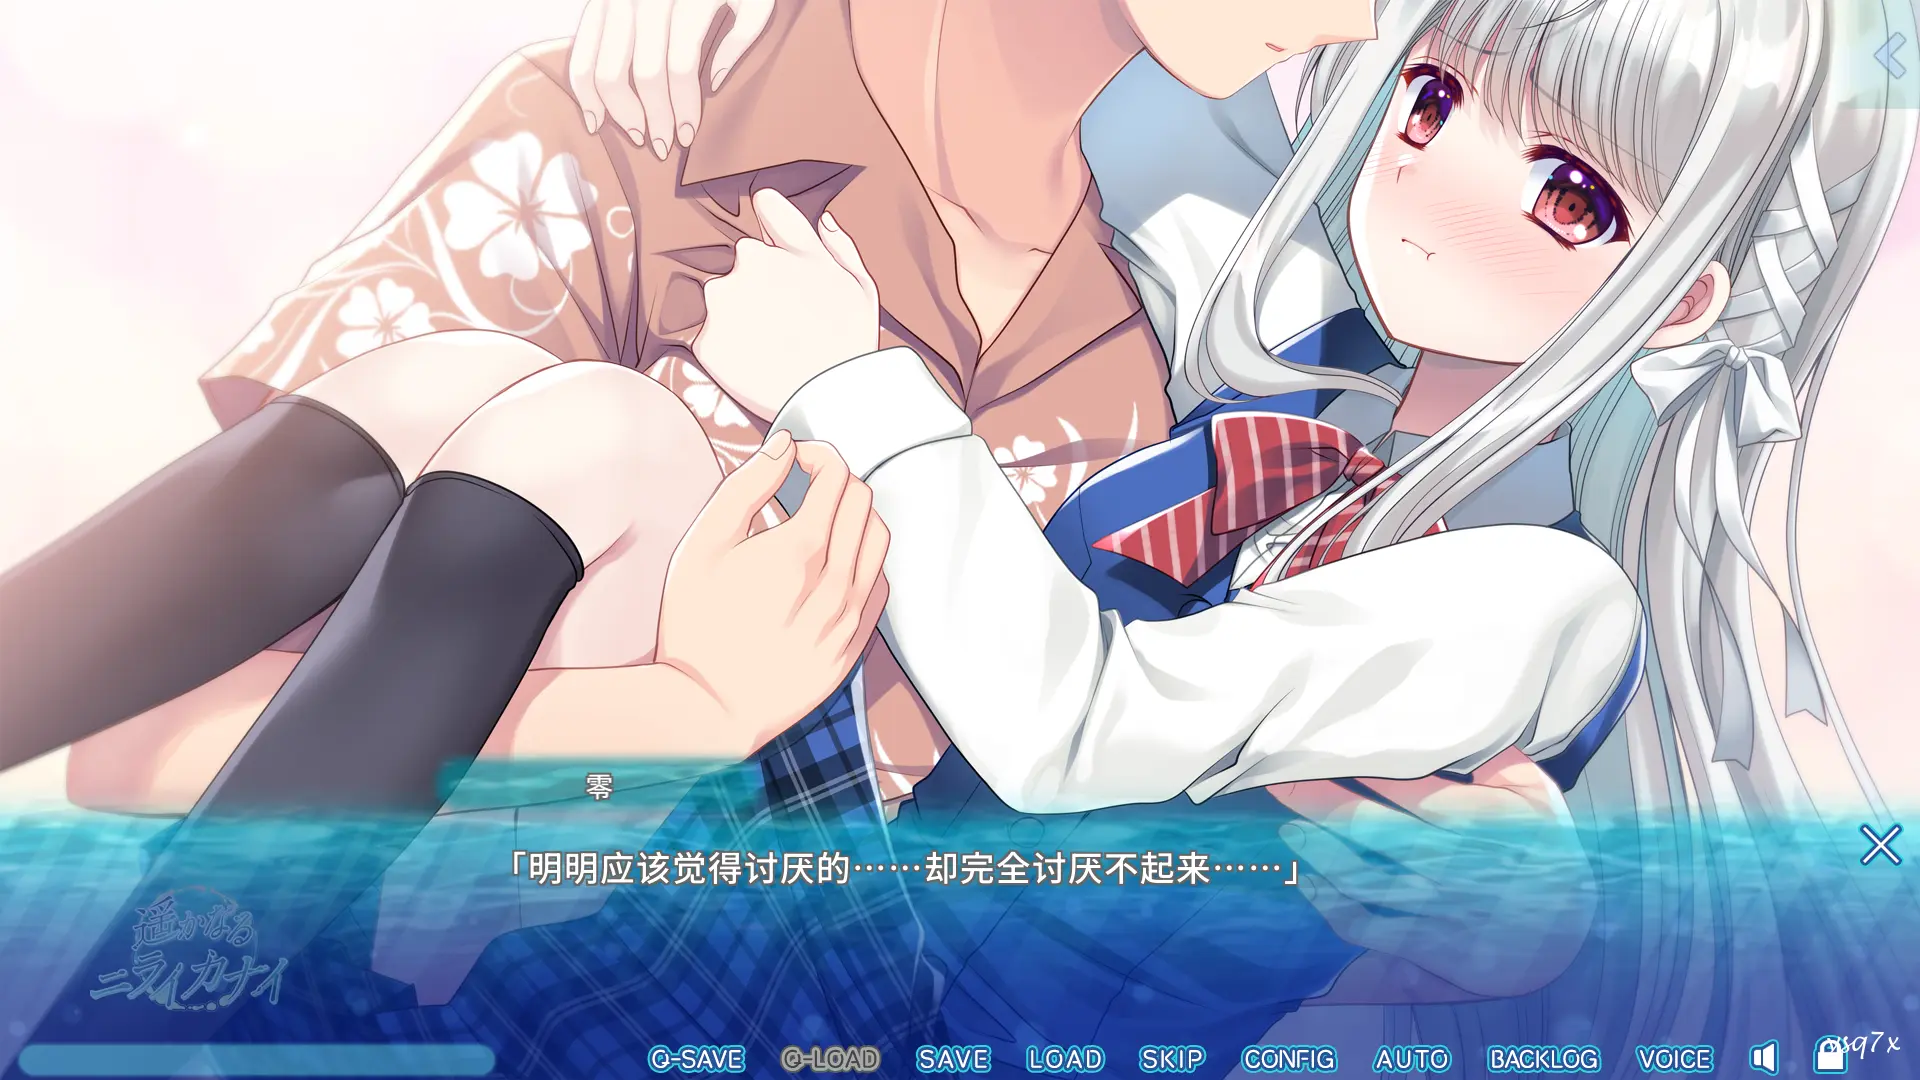 零
「明明应该觉得讨厌的……却完全讨厌不起来……」
遥かなる
ニライカナイ
Q-SAVE Q-LOAD SAVE LOAD SKIP CONFIG AUTO BACKLOG VOICE
ysq7x